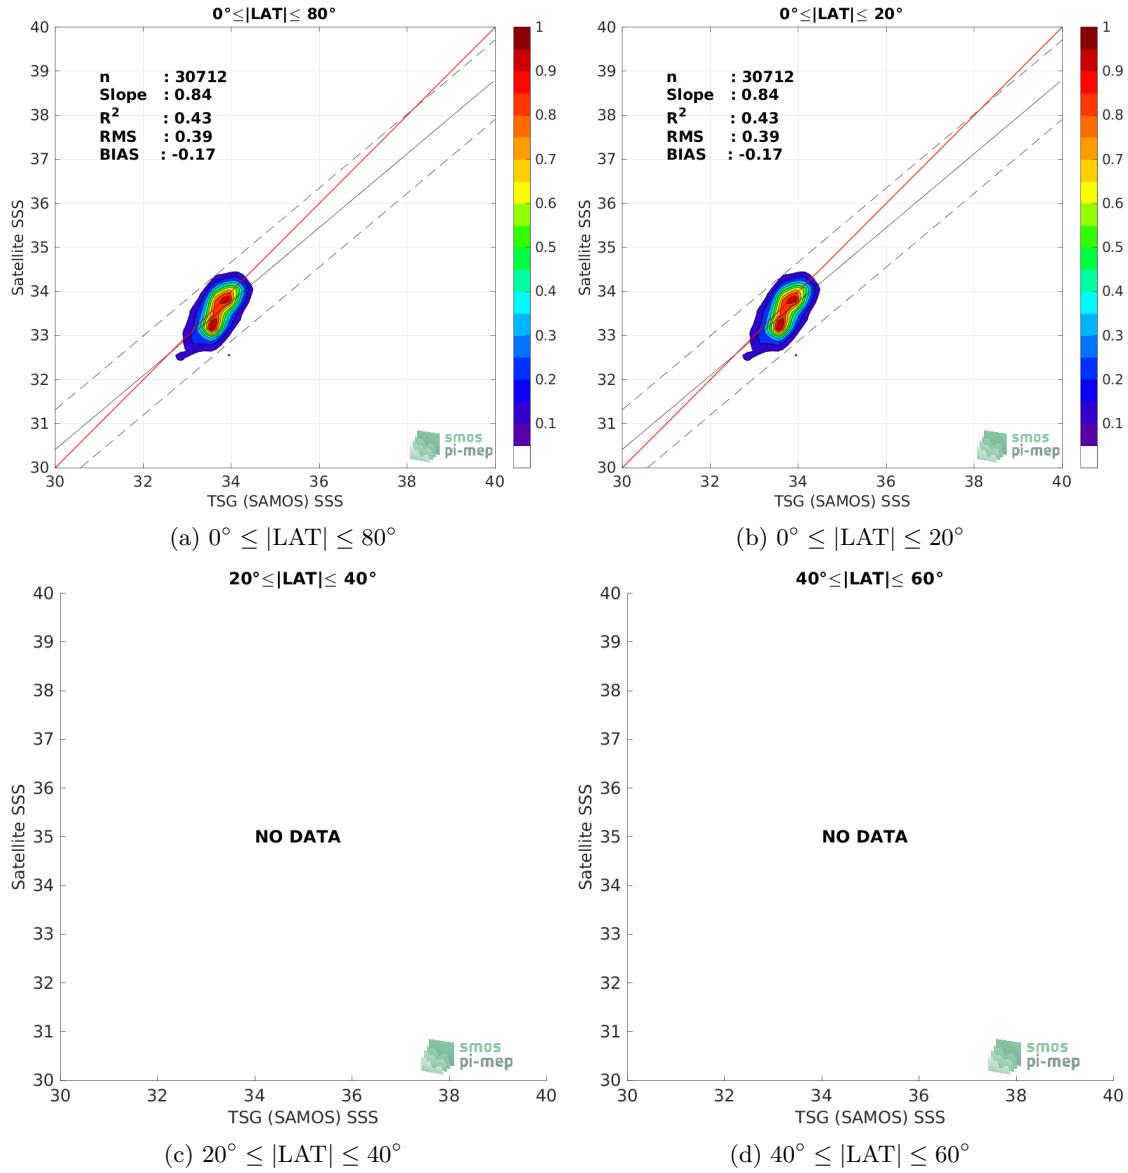 0°≤|LAT|≤ 80°
40
39
38
37
36
35
34
33
32
31
30
Satellite SSS
n : 30712
Slope : 0.84
R² : 0.43
RMS : 0.39
BIAS : -0.17
smos
pi-mep
30 32 34 36 38 40
TSG (SAMOS) SSS
1
0.9
0.8
0.7
0.6
0.5
0.4
0.3
0.2
0.1
(a) 0° ≤ |LAT| ≤ 80°
0°≤|LAT|≤ 20°
40
39
38
37
36
35
34
33
32
31
30
Satellite SSS
n : 30712
Slope : 0.84
R² : 0.43
RMS : 0.39
BIAS : -0.17
smos
pi-mep
30 32 34 36 38 40
TSG (SAMOS) SSS
1
0.9
0.8
0.7
0.6
0.5
0.4
0.3
0.2
0.1
(b) 0° ≤ |LAT| ≤ 20°
20°≤|LAT|≤ 40°
40
39
38
37
36
35
34
33
32
31
30
Satellite SSS
NO DATA
smos
pi-mep
30 32 34 36 38 40
TSG (SAMOS) SSS
(c) 20° ≤ |LAT| ≤ 40°
40°≤|LAT|≤ 60°
40
39
38
37
36
35
34
33
32
31
30
Satellite SSS
NO DATA
smos
pi-mep
30 32 34 36 38 40
TSG (SAMOS) SSS
(d) 40° ≤ |LAT| ≤ 60°